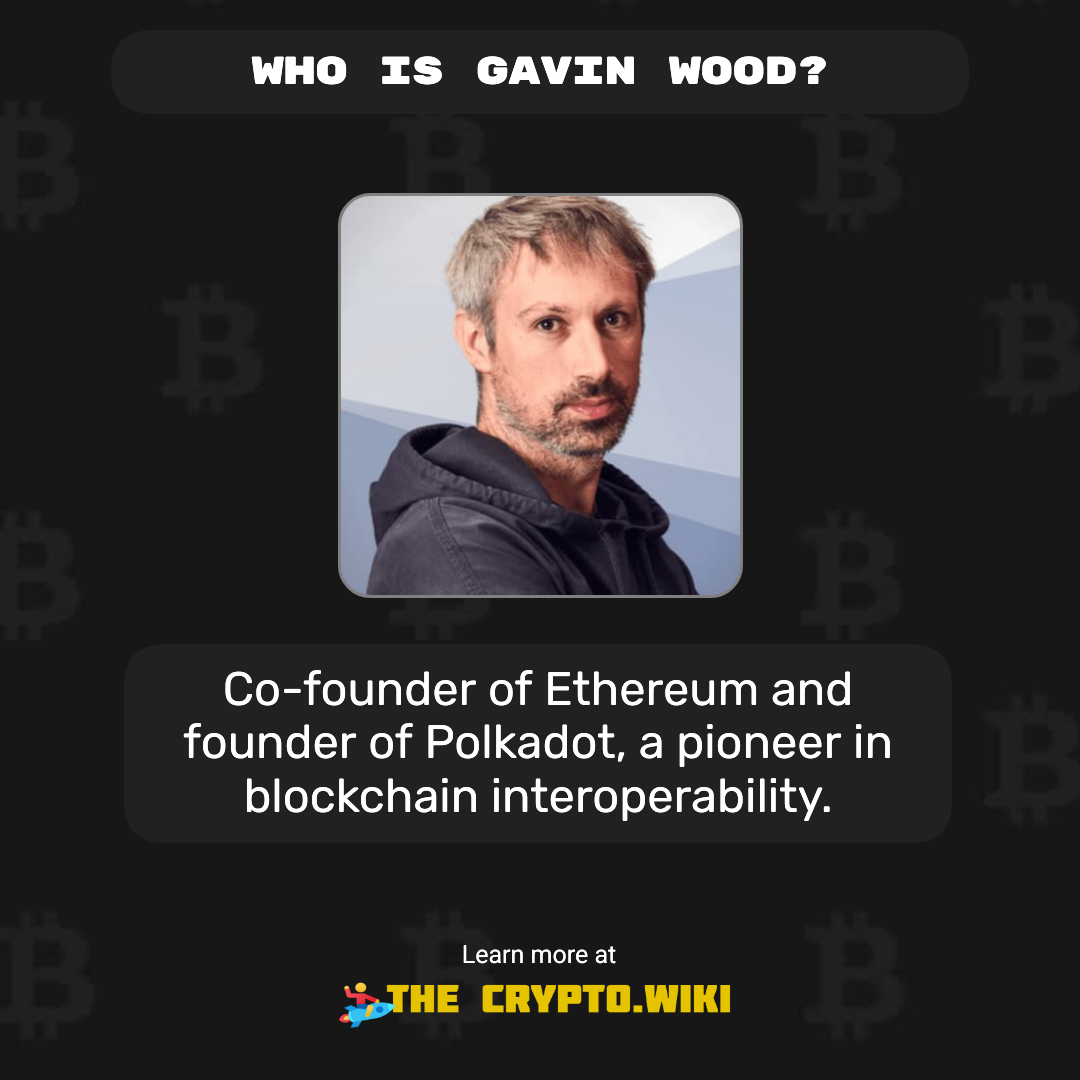 WHO IS GAVIN WOOD?
Co-founder of Ethereum and
founder of Polkadot, a pioneer in
blockchain interoperability.
Learn more at
THE CRYPTO.WIKI